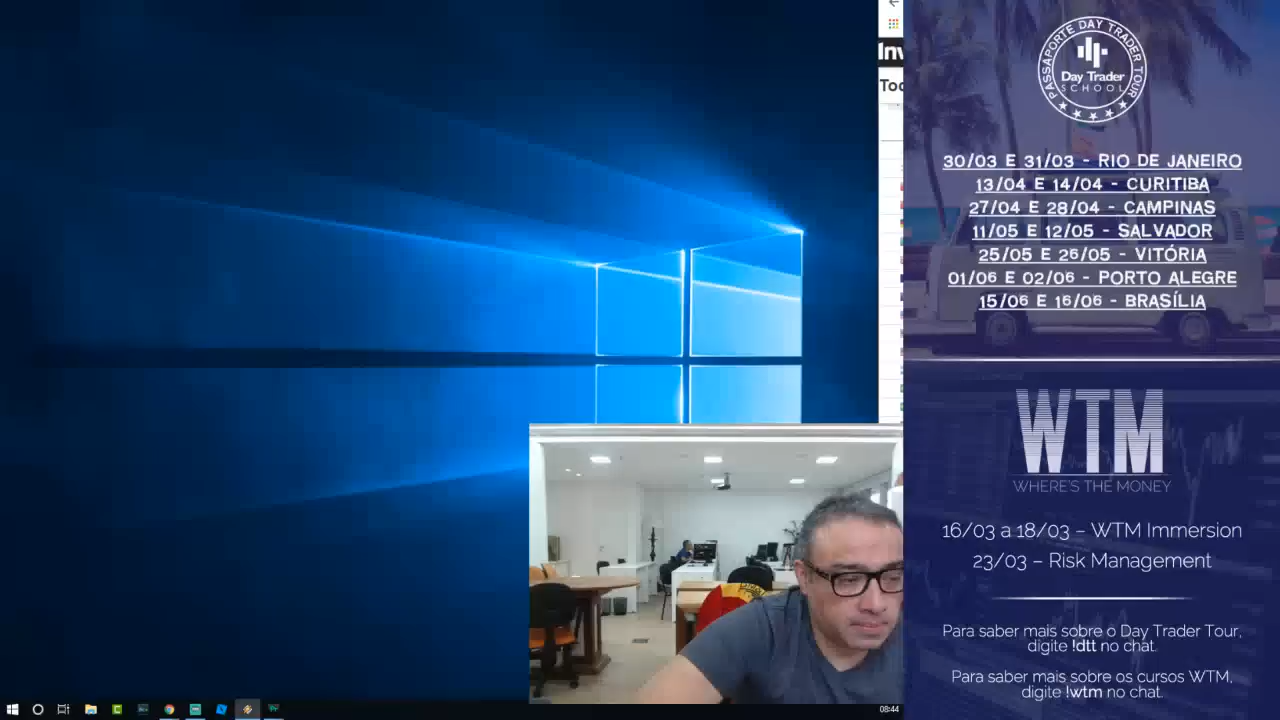 Inv
Too
PASSAPORTE DAY TRADER TOUR
Day Trader
SCHOOL
30/03 E 31/03 - RIO DE JANEIRO
13/04 E 14/04 - CURITIBA
27/04 E 28/04 - CAMPINAS
11/05 E 12/05 - SALVADOR
25/05 E 26/05 - VITÓRIA
01/06 E 02/06 - PORTO ALEGRE
15/06 E 16/06 - BRASÍLIA
WTM
WHERE'S THE MONEY
16/03 a 18/03 – WTM Immersion
23/03 – Risk Management
Para saber mais sobre o Day Trader Tour,
digite !dtt no chat.
Para saber mais sobre os cursos WTM,
digite !wtm no chat.
08:44